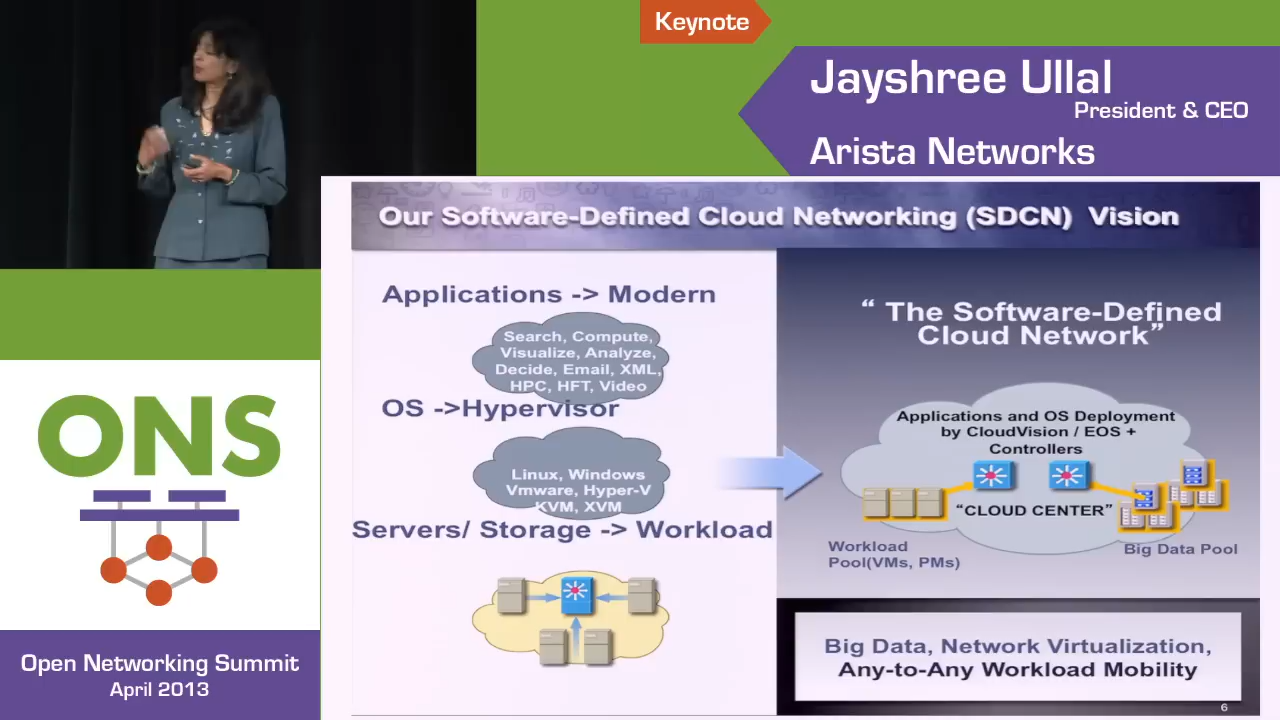 Keynote
Jayshree Ullal
President & CEO
Arista Networks
Our Software-Defined Cloud Networking (SDCN) Vision
Applications -> Modern
Search, Compute,
Visualize, Analyze,
Decide, Email, XML,
HPC, HFT, Video
OS ->Hypervisor
Linux, Windows
Vmware, Hyper-V
KVM, XVM
Servers/ Storage -> Workload
“ The Software-Defined
Cloud Network”
Applications and OS Deployment
by CloudVision / EOS +
Controllers
“CLOUD CENTER”
Workload
Pool(VMs, PMs)
Big Data Pool
Big Data, Network Virtualization,
Any-to-Any Workload Mobility
6
ONS
Open Networking Summit
April 2013